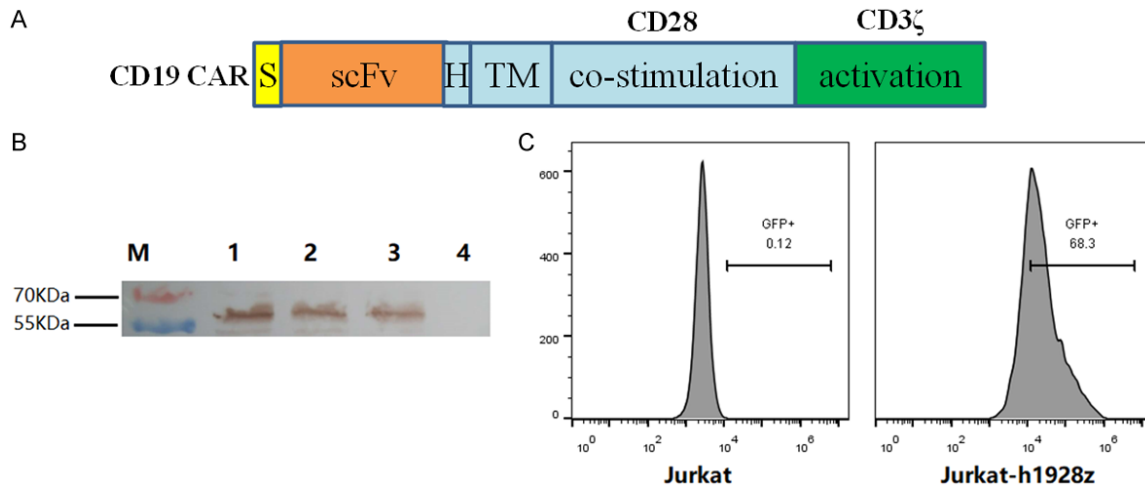 A
CD28
CD3ζ
CD19 CAR
S
scFv
H
TM
co-stimulation
activation
B
M
1
2
3
4
70KDa
55KDa
C
600
400
200
0
GFP+
0.12
10^0
10^2
10^4
10^6
Jurkat
GFP+
68.3
10^0
10^2
10^4
10^6
Jurkat-h1928z